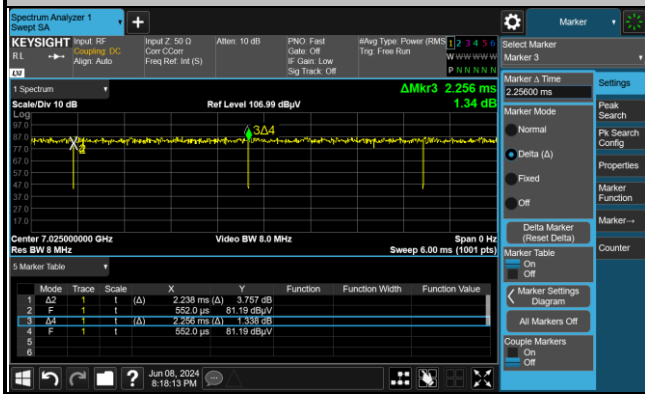 Spectrum Analyzer 1
Swept SA
Marker
KEYSIGHT
RL
Input: RF
Coupling: DC
Align: Auto
Input Z: 50 Ω
Corr CCorr
Freq Ref: Int (S)
Atten: 10 dB
PNO: Fast
Gate: Off
IF Gain: Low
Sig Track: Off
#Avg Type: Power (RMS
Trig: Free Run
1 2 3 4 5 6
W W W W W W
P N N N N N
Select Marker
Marker 3
1 Spectrum
ΔMkr3 2.256 ms
1.34 dB
Scale/Div 10 dB
Ref Level 106.99 dBµV
Log
97.0
87.0
77.0
67.0
57.0
47.0
37.0
27.0
17.0
3Δ4
Center 7.025000000 GHz
Res BW 8 MHz
Video BW 8.0 MHz
Span 0 Hz
Sweep 6.00 ms (1001 pts)
5 Marker Table
Mode Trace Scale X Y Function Function Width Function Value
1 Δ2 1 t (Δ) 2.238 ms (Δ) 3.757 dB
2 F 1 t 552.0 µs 81.19 dBµV
3 Δ4 1 t (Δ) 2.256 ms (Δ) 1.338 dB
4 F 1 t 552.0 µs 81.19 dBµV
5
6
Marker Δ Time
2.25600 ms
Marker Mode
Normal
Delta (Δ)
Fixed
Off
Delta Marker
(Reset Delta)
Marker Table
On
Off
Marker Settings
Diagram
All Markers Off
Couple Markers
On
Off
Settings
Peak
Search
Pk Search
Config
Properties
Marker
Function
Marker→
Counter
?
Jun 08, 2024
8:18:13 PM